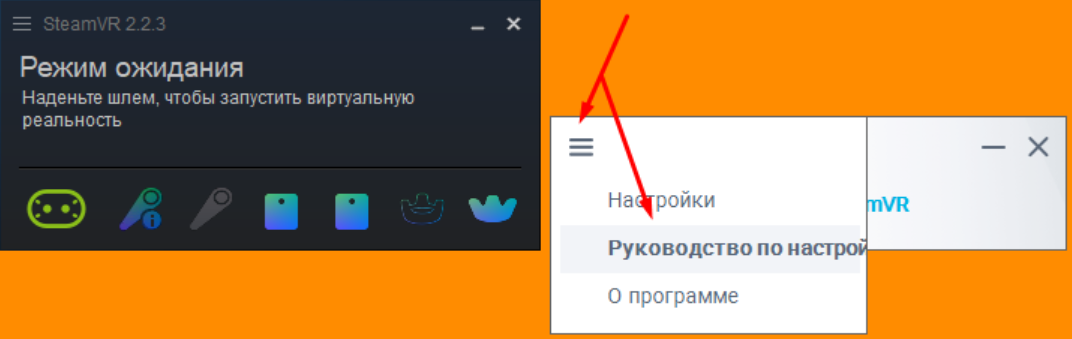 SteamVR 2.2.3
Режим ожидания
Наденьте шлем, чтобы запустить виртуальную
реальность
Настройки
mVR
Руководство по настрой
О программе